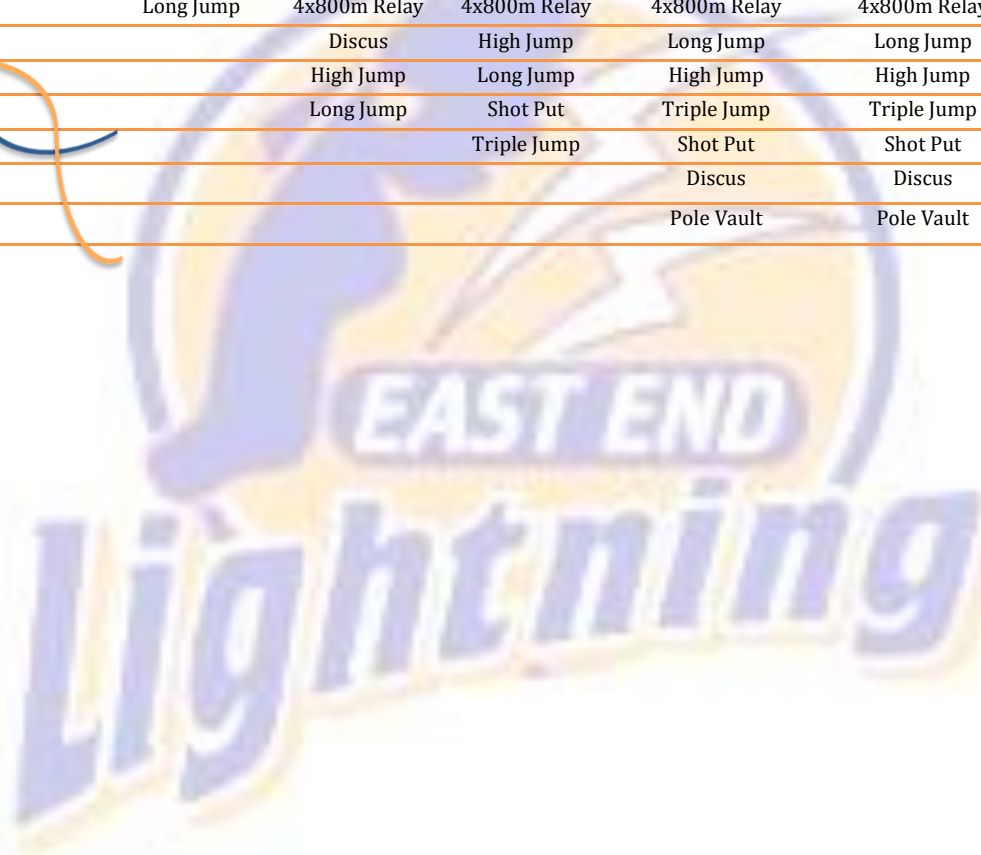 Long Jump 4x800m Relay 4x800m Relay 4x800m Relay 4x800m Relay
Discus High Jump Long Jump Long Jump
High Jump Long Jump High Jump High Jump
Long Jump Shot Put Triple Jump Triple Jump
Triple Jump Shot Put Shot Put
Discus Discus
Pole Vault Pole Vault
EAST END
Lightning